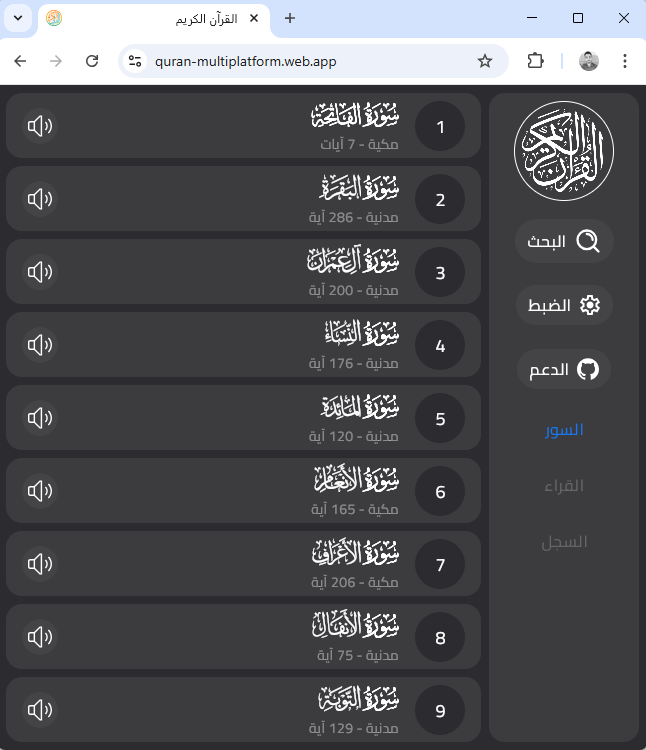 القرآن الكريم
quran-multiplatform.web.app
القرآن الكريم
البحث
الضبط
الدعم
السور
القراء
السجل
1
سورة الفاتحة
مكية - 7 آيات
2
سورة البقرة
مدنية - 286 آية
3
سورة آل عمران
مدنية - 200 آية
4
سورة النساء
مدنية - 176 آية
5
سورة المائدة
مدنية - 120 آية
6
سورة الأنعام
مكية - 165 آية
7
سورة الأعراف
مكية - 206 آية
8
سورة الأنفال
مدنية - 75 آية
9
سورة التوبة
مدنية - 129 آية